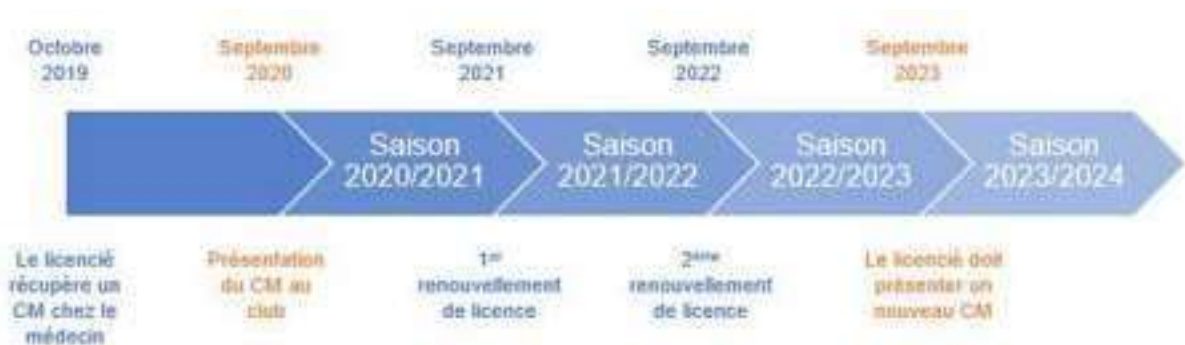 Octobre
2019
Septembre
2020
Septembre
2021
Septembre
2022
Septembre
2023
Saison
2020/2021
Saison
2021/2022
Saison
2022/2023
Saison
2023/2024
Le licencié
récupère un
CM chez le
médecin
Présentation
du CM au
club
1er
renouvellement
de licence
2ème
renouvellement
de licence
Le licencié doit
présenter un
nouveau CM